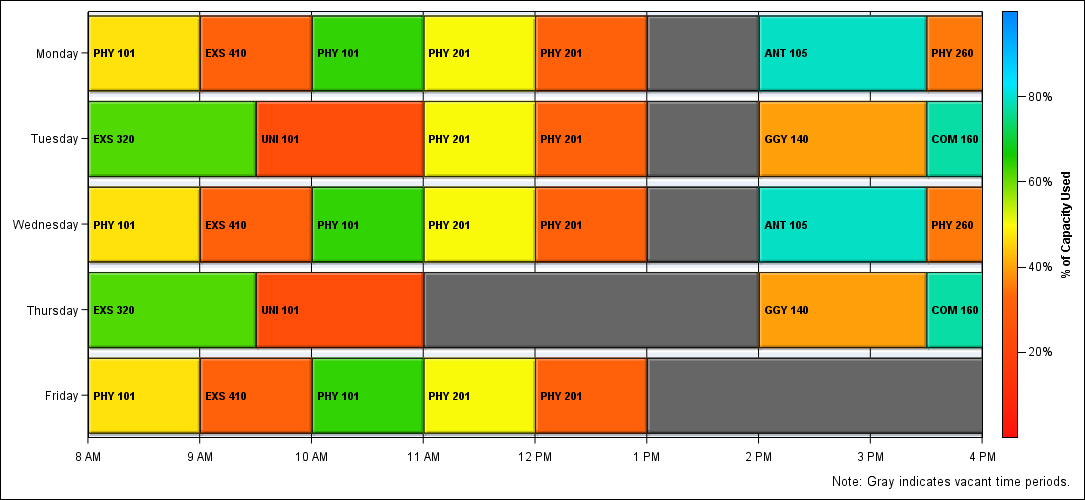 Monday
PHY 101 EXS 410 PHY 101 PHY 201 PHY 201 ANT 105 PHY 260
Tuesday
EXS 320 UNI 101 PHY 201 PHY 201 GGY 140 COM 160
Wednesday
PHY 101 EXS 410 PHY 101 PHY 201 PHY 201 ANT 105 PHY 260
Thursday
EXS 320 UNI 101 GGY 140 COM 160
Friday
PHY 101 EXS 410 PHY 101 PHY 201 PHY 201
8 AM 9 AM 10 AM 11 AM 12 PM 1 PM 2 PM 3 PM 4 PM
80%
60%
40%
20%
% of Capacity Used
Note: Gray indicates vacant time periods.